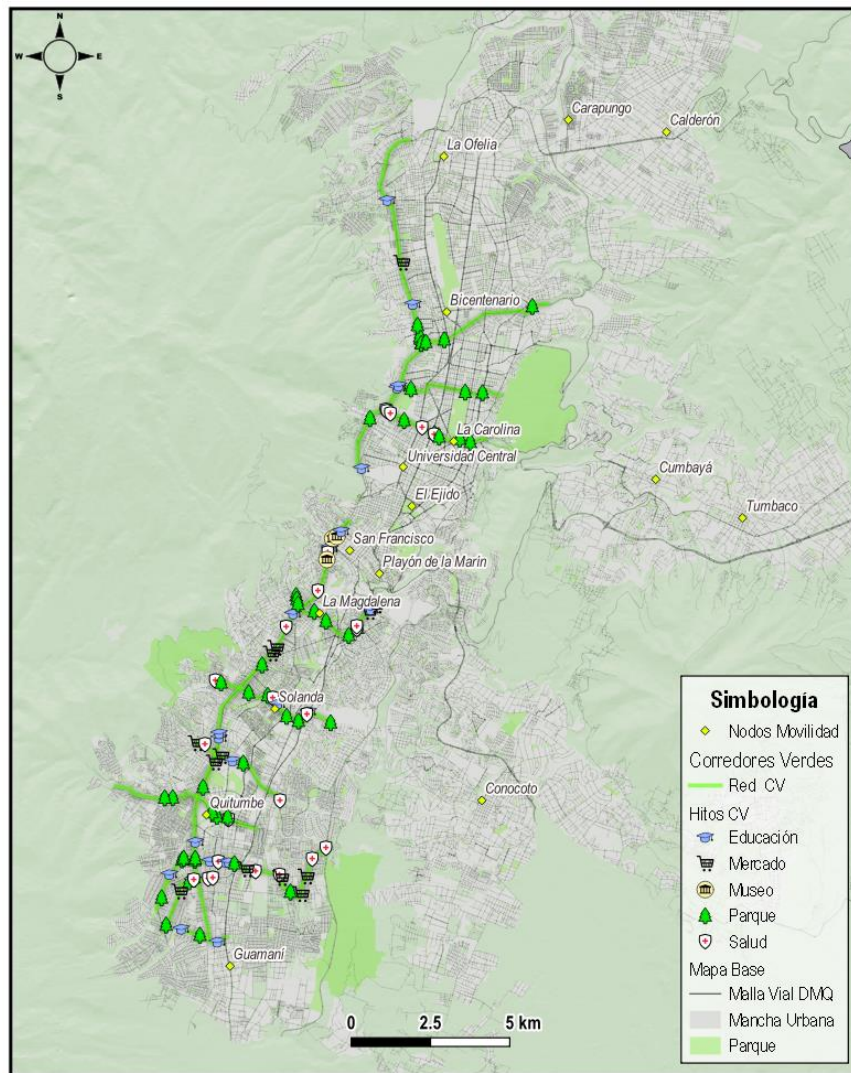 N
W E
S
Carapungo
Calderón
La Ofelia
Bicentenario
La Carolina
Universidad Central
Cumbayá
El Ejido
Tumbaco
San Francisco
Playón de la Marín
La Magdalena
Solanda
Conocoto
Quitumbe
Guamaní
Simbología
Nodos Movilidad
Corredores Verdes
Red CV
Hitos CV
Educación
Mercado
Museo
Parque
Salud
Mapa Base
Malla Vial DMQ
Mancha Urbana
Parque
0 2.5 5 km